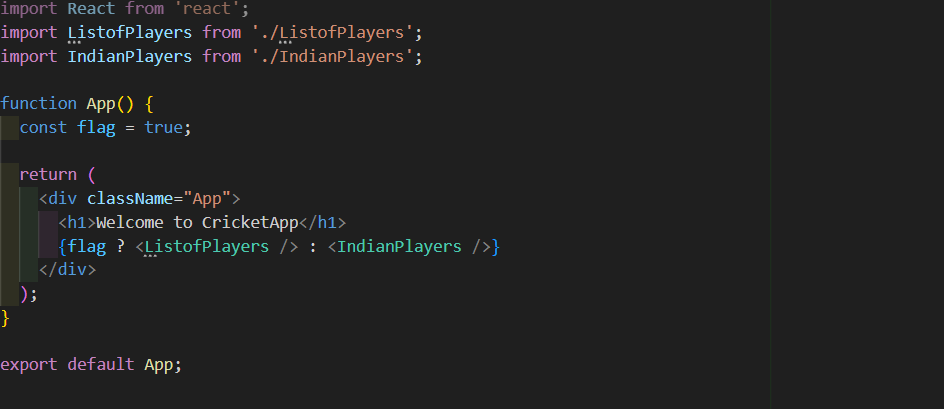 import React from 'react';
import ListofPlayers from './ListofPlayers';
import IndianPlayers from './IndianPlayers';

function App() {
  const flag = true;

  return (
    <div className="App">
      <h1>Welcome to CricketApp</h1>
      {flag ? <ListofPlayers /> : <IndianPlayers />}
    </div>
  );
}

export default App;